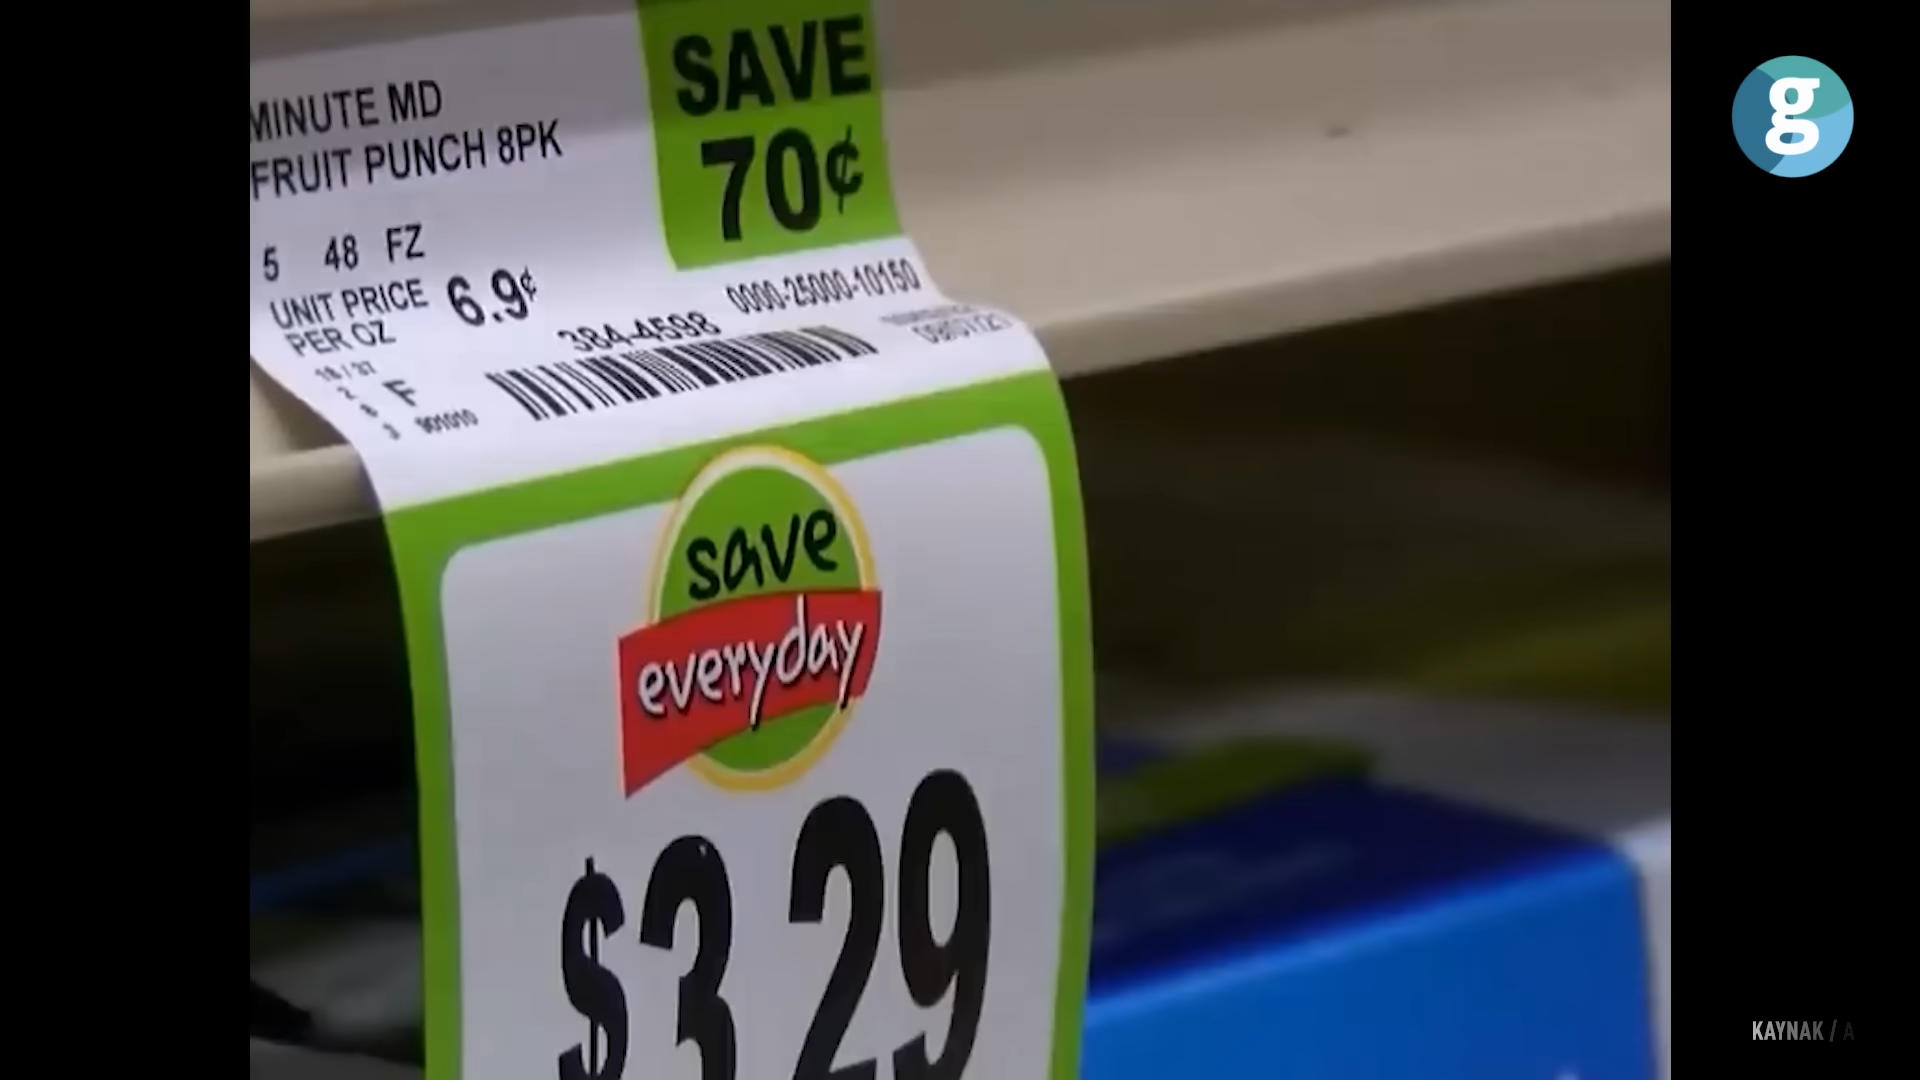 MINUTE MD
FRUIT PUNCH 8PK
5 48 FZ
UNIT PRICE 6.9¢
PER OZ
SAVE
70¢
384-4598
0000-25000-10150
F
901010
save
everyday
$3.29
g
KAYNAK / A